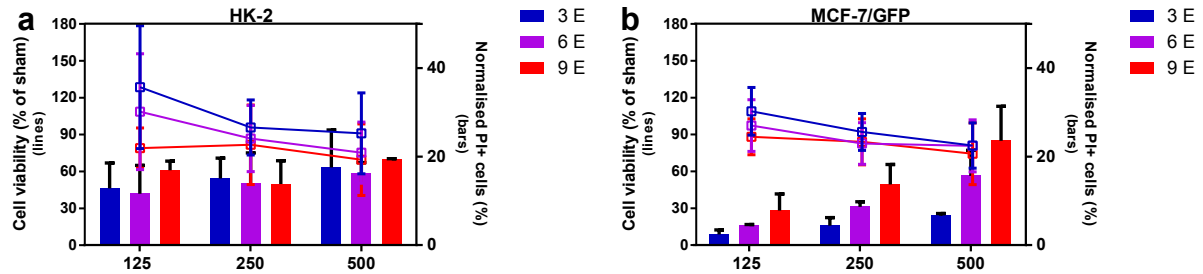 a
HK-2
Cell viability (% of sham)
(lines)
180
150
120
90
60
30
0
125
250
500
40
20
0
Normalised PI+ cells (%)
(bars)
3 E
6 E
9 E
b
MCF-7/GFP
Cell viability (% of sham)
(lines)
180
150
120
90
60
30
0
125
250
500
40
20
0
Normalised PI+ cells (%)
(bars)
3 E
6 E
9 E